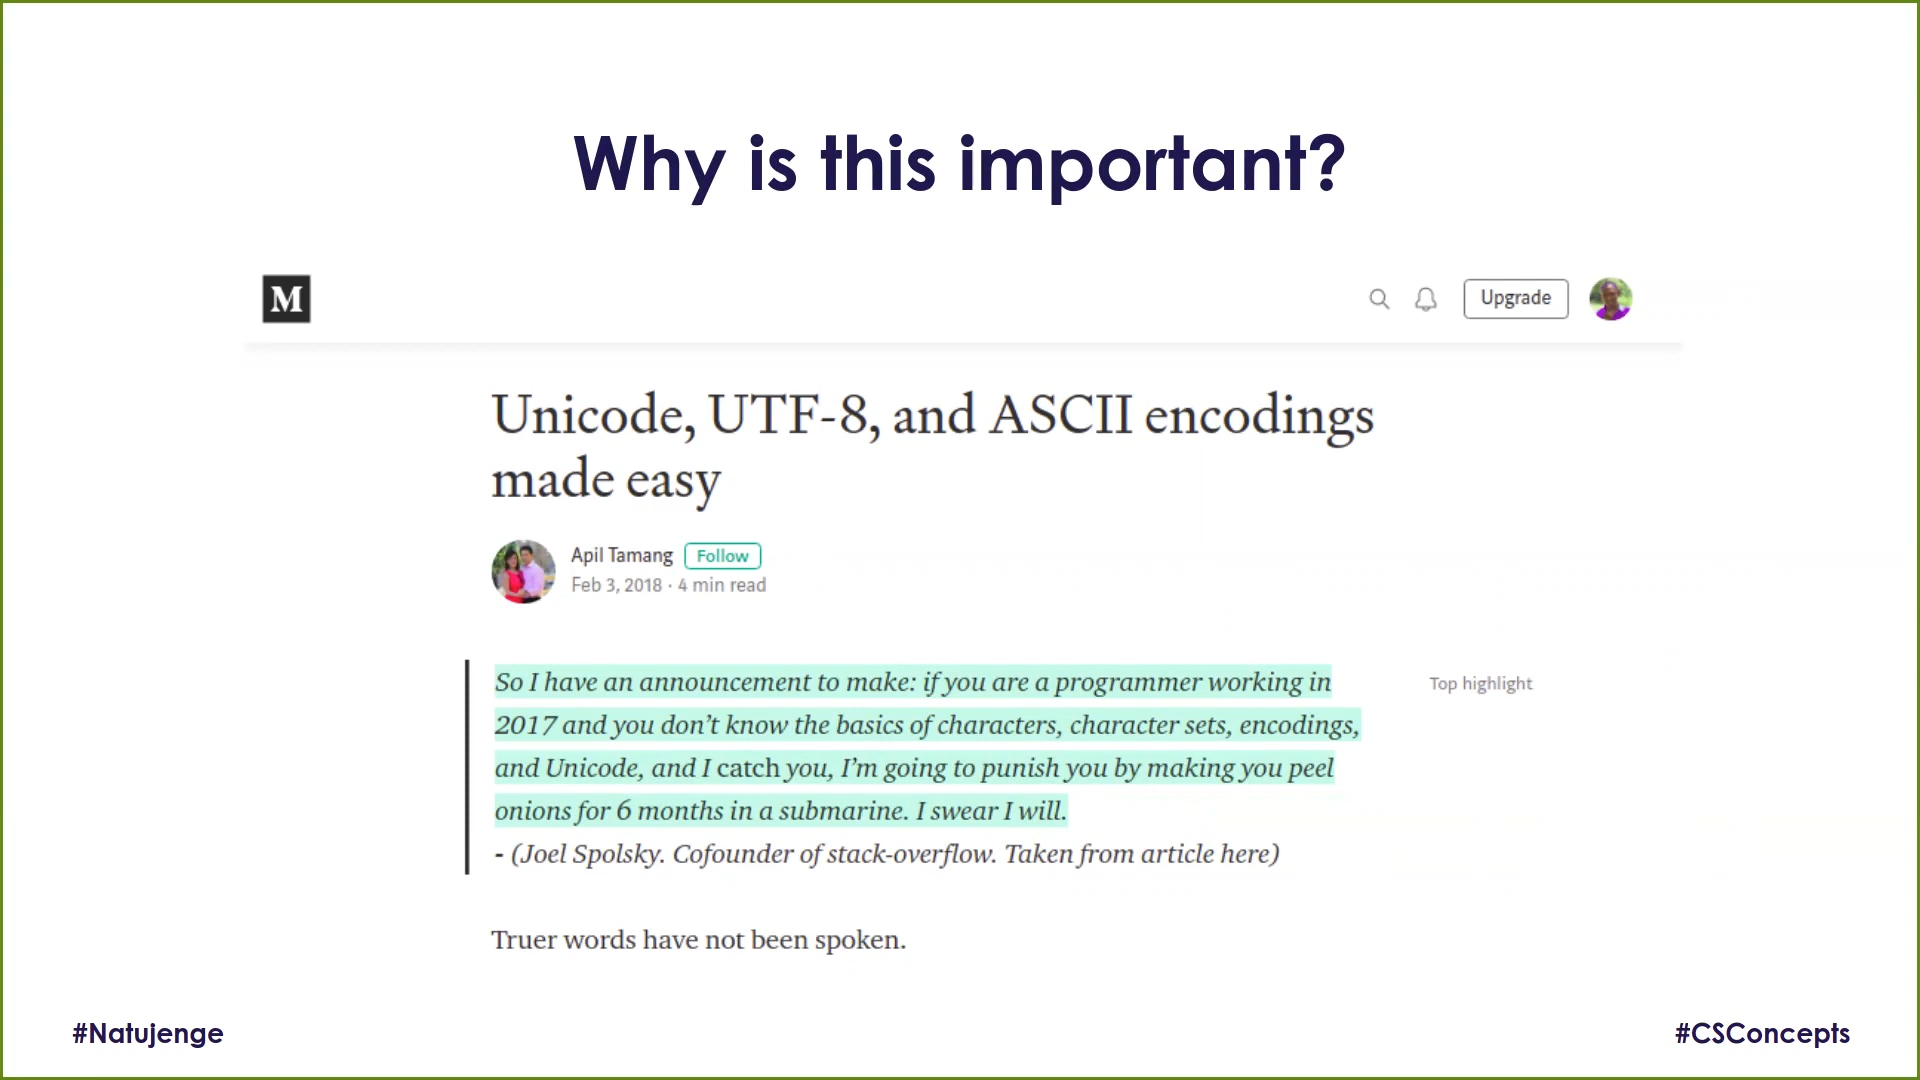 Why is this important?
M
Upgrade
Unicode, UTF-8, and ASCII encodings
made easy
Apil Tamang Follow
Feb 3, 2018 · 4 min read
So I have an announcement to make: if you are a programmer working in
Top highlight
2017 and you don’t know the basics of characters, character sets, encodings,
and Unicode, and I catch you, I’m going to punish you by making you peel
onions for 6 months in a submarine. I swear I will.
- (Joel Spolsky. Cofounder of stack-overflow. Taken from article here)
Truer words have not been spoken.
#Natujenge
#CSConcepts